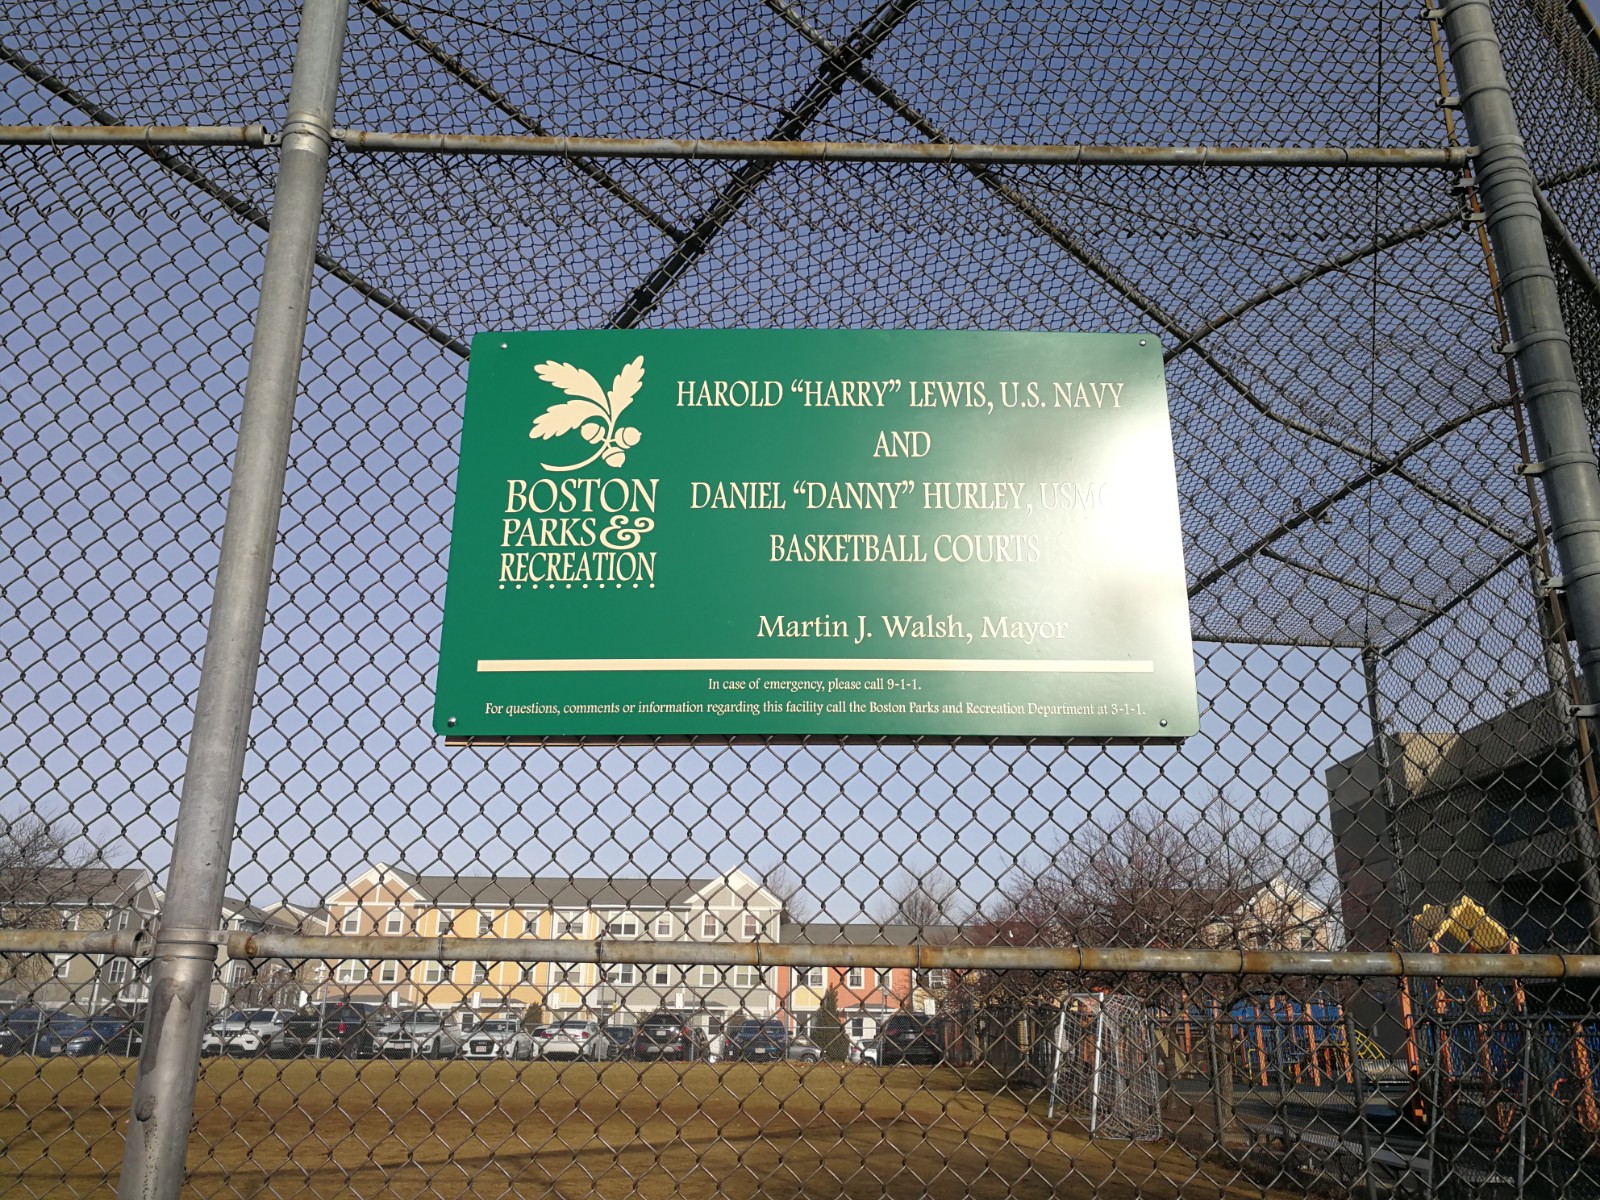 BOSTON
PARKS &
RECREATION
HAROLD “HARRY” LEWIS, U.S. NAVY
AND
DANIEL “DANNY” HURLEY, USMC
BASKETBALL COURTS
Martin J. Walsh, Mayor
In case of emergency, please call 9-1-1.
For questions, comments or information regarding this facility call the Boston Parks and Recreation Department at 3-1-1.